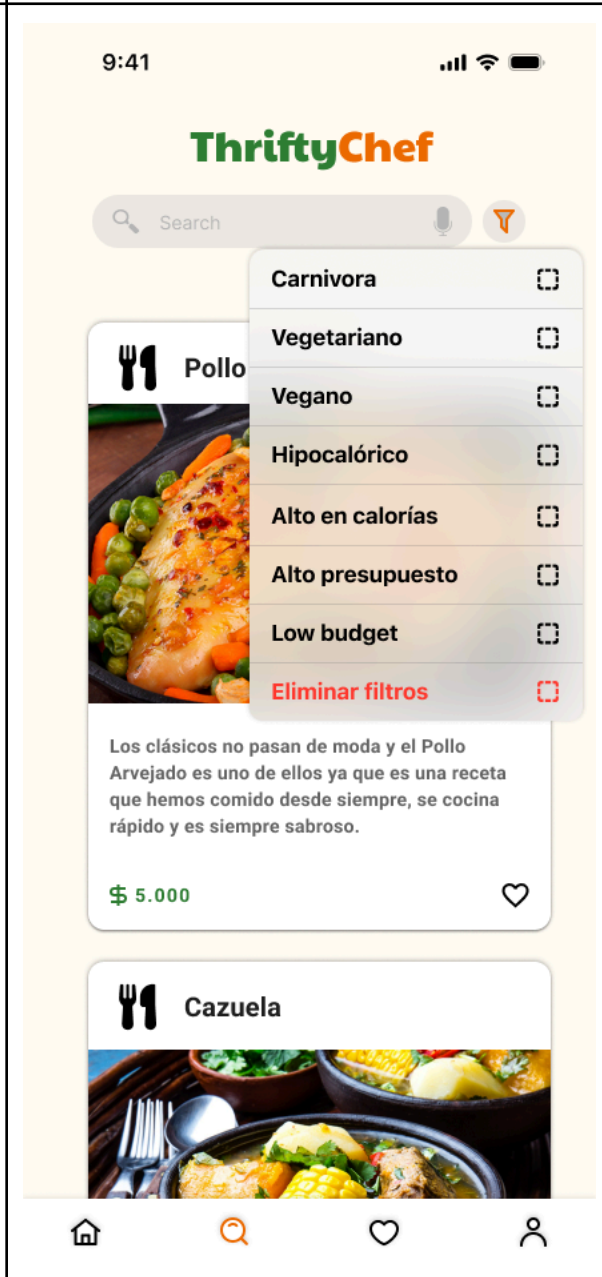 9:41
ThriftyChef
Search
Carnivora
Vegetariano
Vegano
Hipocalórico
Alto en calorías
Alto presupuesto
Low budget
Eliminar filtros
Pollo
Los clásicos no pasan de moda y el Pollo
Arvejado es uno de ellos ya que es una receta
que hemos comido desde siempre, se cocina
rápido y es siempre sabroso.
$ 5.000
Cazuela